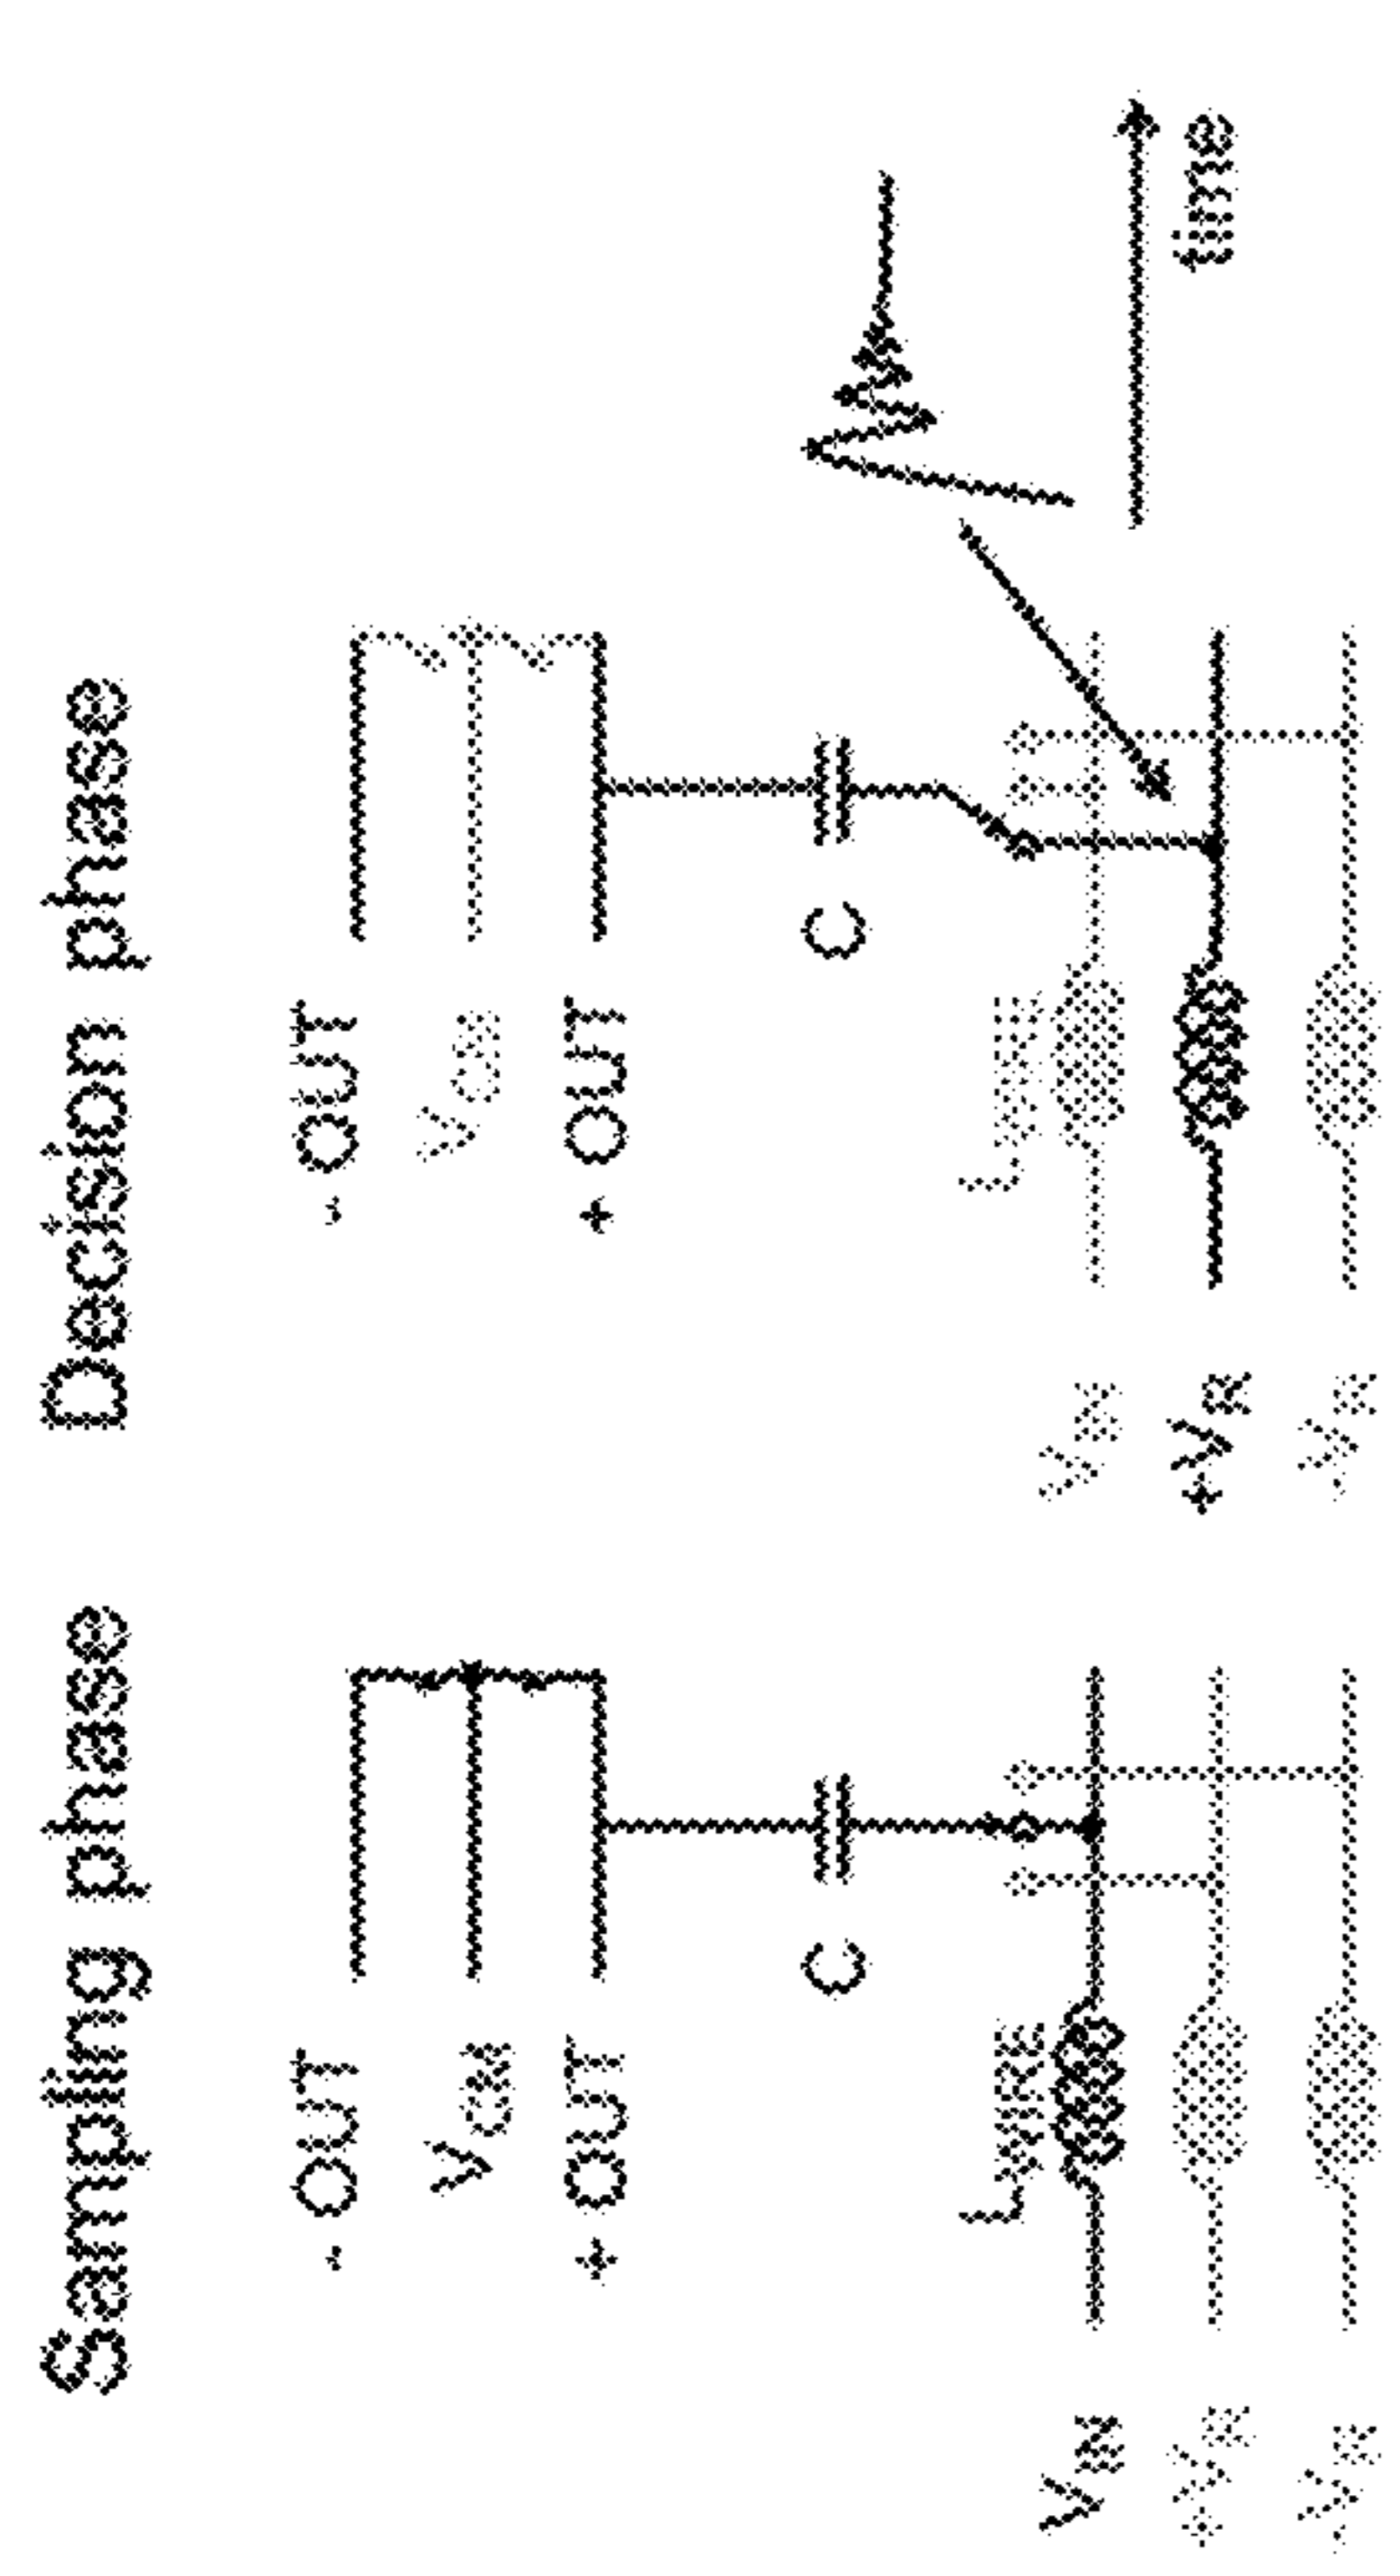 Sampling phase
- OUT
VCM
+ OUT
C
LWIRE
VIN
+VR
-VR
Decision phase
- OUT
VCM
+ OUT
C
LWIRE
VIN
+VR
-VR
time